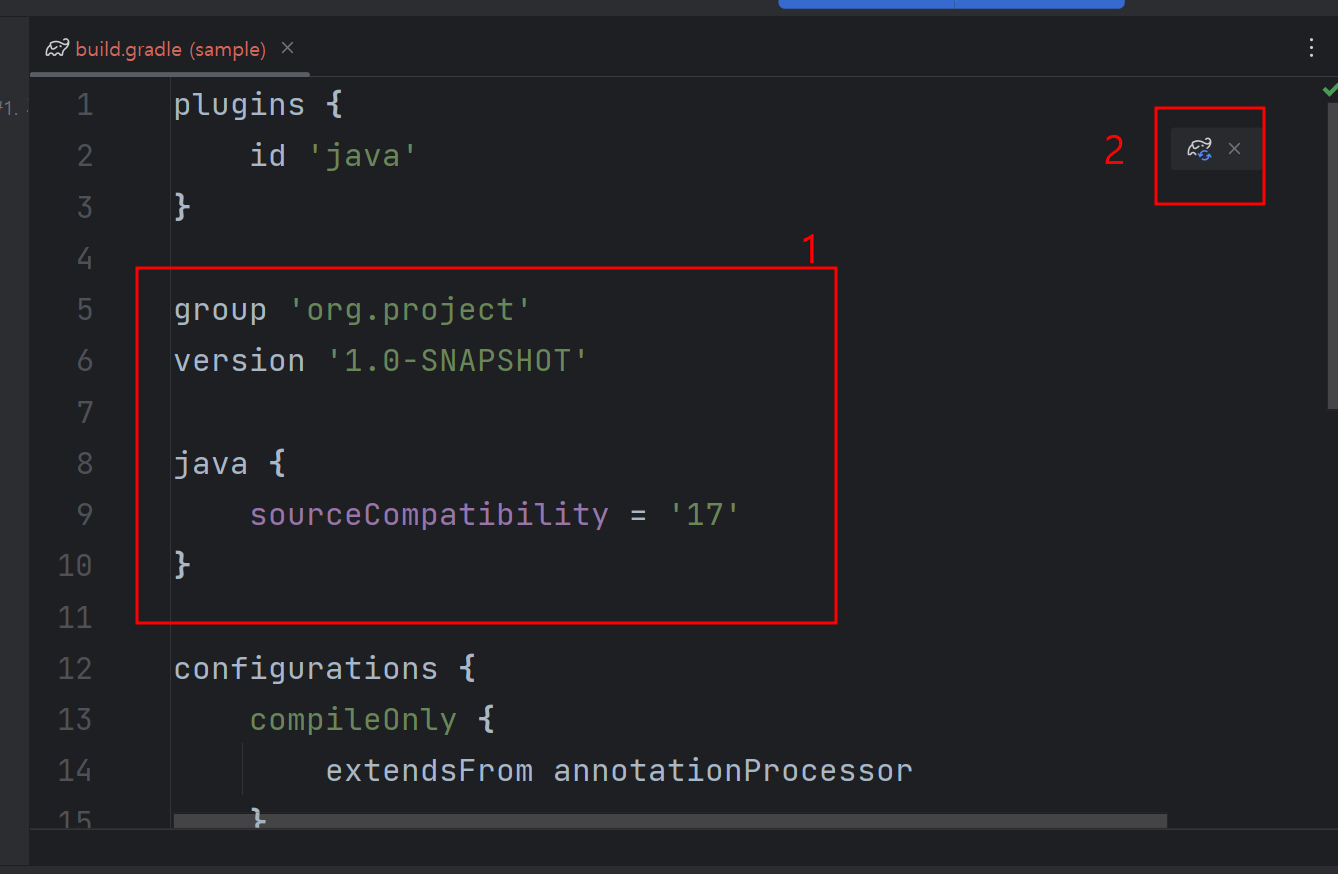 build.gradle (sample)
1 plugins {
2 id 'java'
3 }
4
5 group 'org.project'
6 version '1.0-SNAPSHOT'
7
8 java {
9 sourceCompatibility = '17'
10 }
11
12 configurations {
13 compileOnly {
14 extendsFrom annotationProcessor
15 }
1
2